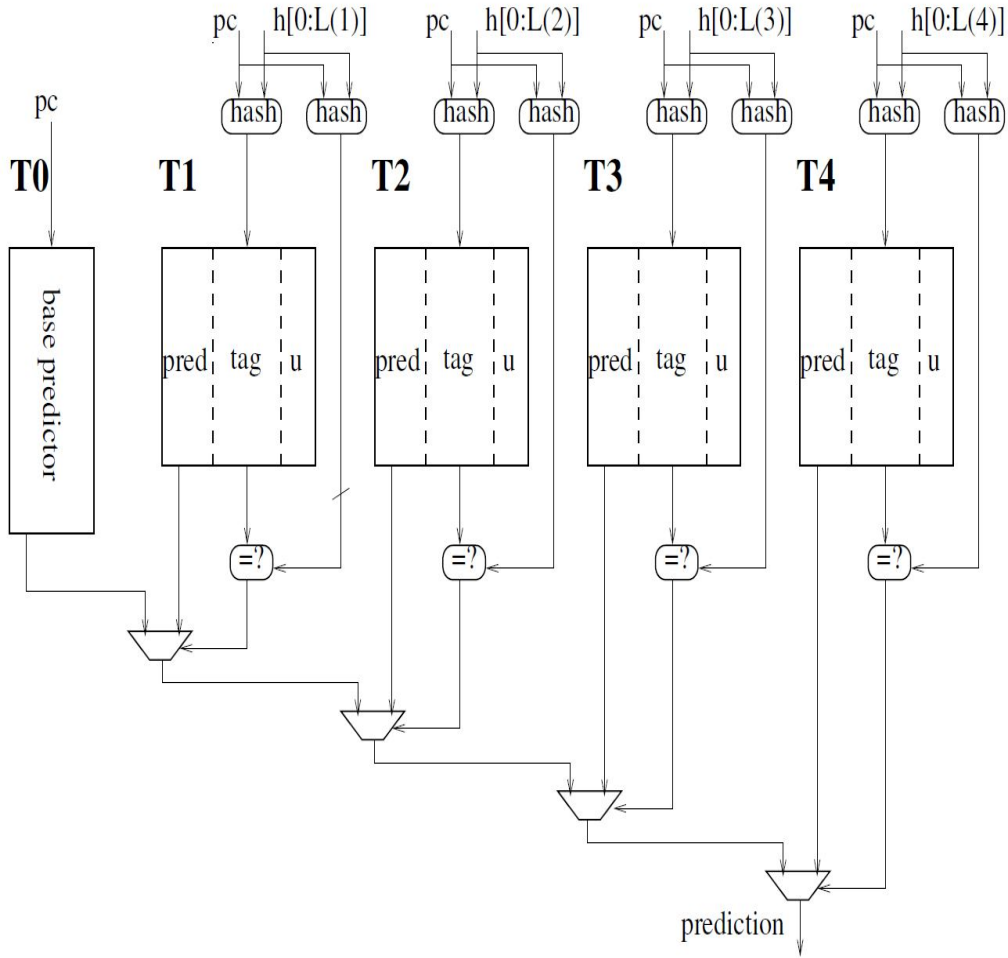 pc h[0:L(1)] pc h[0:L(2)] pc h[0:L(3)] pc h[0:L(4)]
pc
hash hash hash hash hash hash hash hash
T0 T1 T2 T3 T4
base predictor
pred tag u pred tag u pred tag u pred tag u
=? =? =? =?
prediction